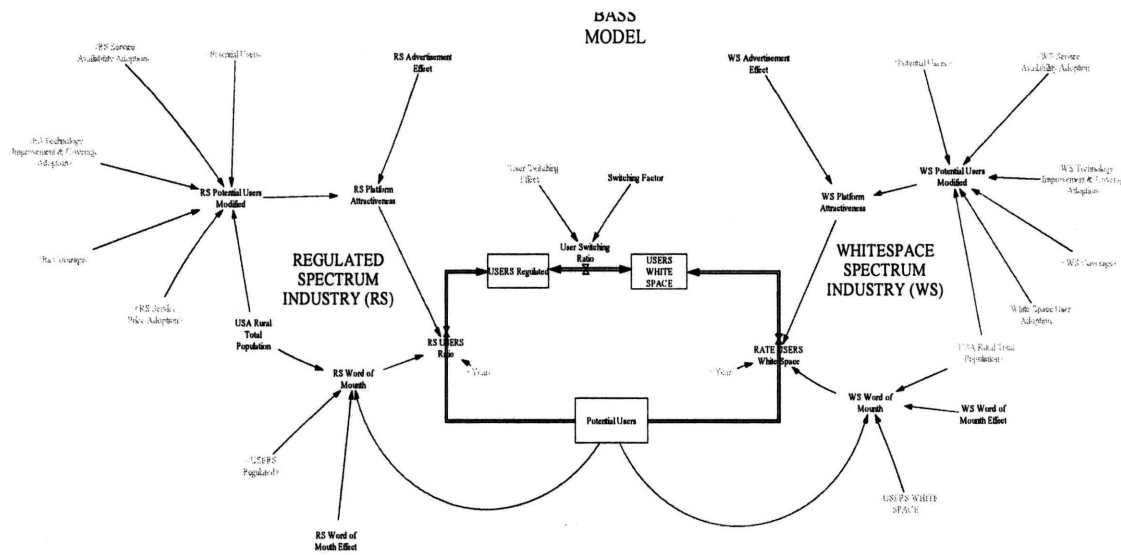 BASS
MODEL
<RS Service
Availability Adoption>
<Potential Users>
RS Advertisement
Effect
WS Advertisement
Effect
<Potential Users>
<WS Service
Availability Adoption>
<RS Technology
Improvement & Coverage
Adoption>
RS Potential Users
Modified
RS Platform
Attractiveness
<User Switching
Effect>
Switching Factor
WS Platform
Attractiveness
WS Potential Users
Modified
<WS Technology
Improvement & Coverage
Adoption>
<Rs Coverage>
REGULATED
SPECTRUM
INDUSTRY (RS)
User Switching
Ratio
USERS Regulated
USERS
WHITE
SPACE
WHITESPACE
SPECTRUM
INDUSTRY (WS)
<WS Coverage>
<RS Service
Price Adoption>
USA Rural
Total
Population
White Space User
Adoption
RS USERS
Ratio
<Year>
<Year>
RATE USERS
White Space
<USA Rural Total
Population>
RS Word of
Mounth
Potential Users
WS Word of
Mounth
WS Word of
Mounth Effect
<USERS
Regulated>
<USERS WHITE
SPACE>
RS Word of
Mouth Effect